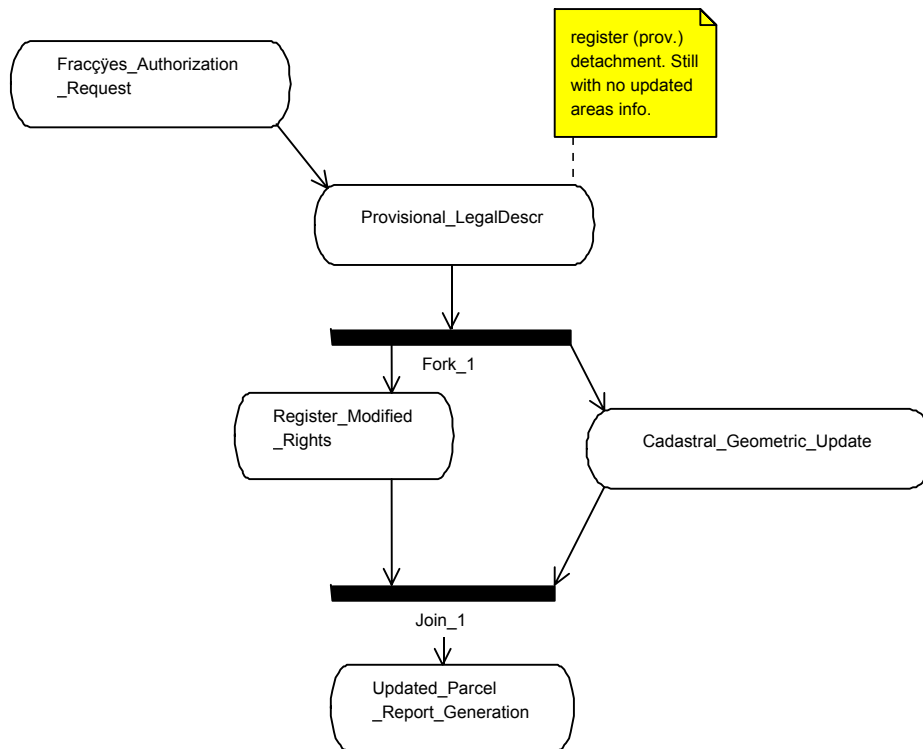 Fracçÿes_Authorization
_Request
register (prov.)
detachment. Still
with no updated
areas info.
Provisional_LegalDescr
Fork_1
Register_Modified
_Rights
Cadastral_Geometric_Update
Join_1
Updated_Parcel
_Report_Generation